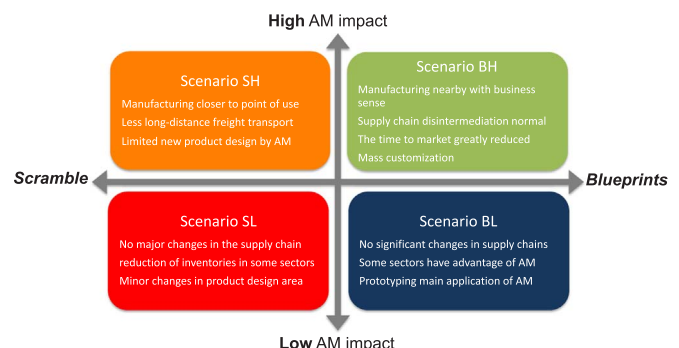 High AM impact
Scenario SH
Manufacturing closer to point of use
Less long-distance freight transport
Limited new product design by AM
Scenario BH
Manufacturing nearby with business
sense
Supply chain disintermediation normal
The time to market greatly reduced
Mass customization
Scramble
Blueprints
Scenario SL
No major changes in the supply chain
reduction of inventories in some sectors
Minor changes in product design area
Scenario BL
No significant changes in supply chains
Some sectors have advantage of AM
Prototyping main application of AM
Low AM impact